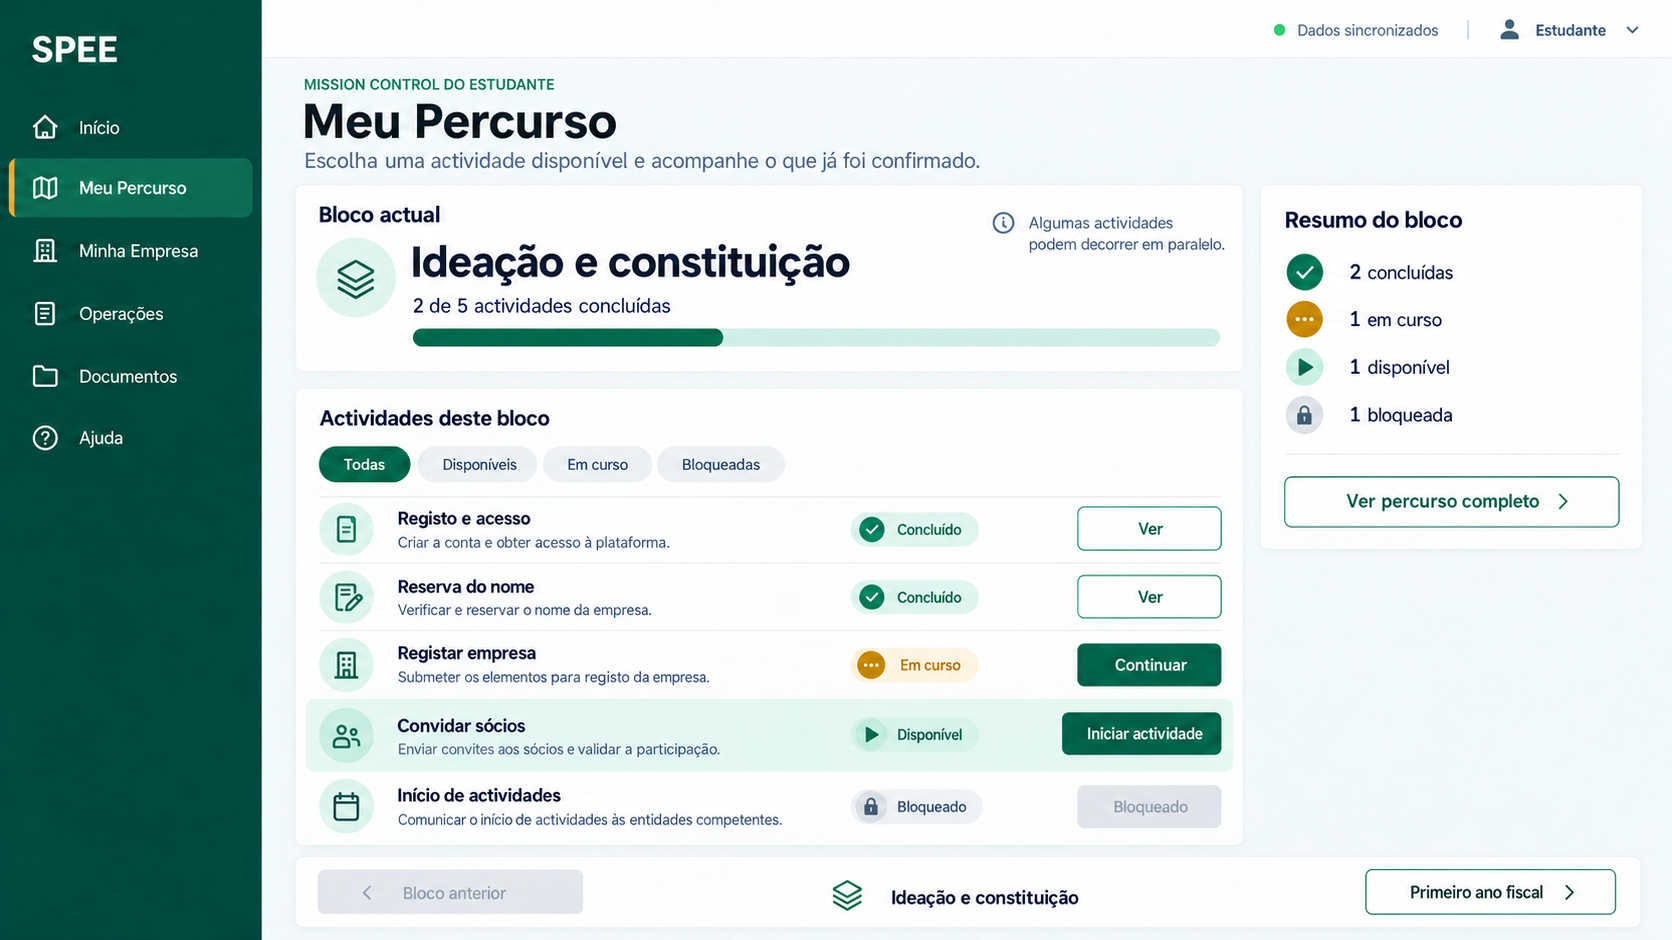 SPEE
Início
Meu Percurso
Minha Empresa
Operações
Documentos
Ajuda
Dados sincronizados
Estudante
MISSION CONTROL DO ESTUDANTE
Meu Percurso
Escolha uma actividade disponível e acompanhe o que já foi confirmado.
Bloco actual
Ideação e constituição
2 de 5 actividades concluídas
Algumas actividades
podem decorrer em paralelo.
Resumo do bloco
2 concluídas
1 em curso
1 disponível
1 bloqueada
Ver percurso completo
Actividades deste bloco
Todas
Disponíveis
Em curso
Bloqueadas
Registo e acesso
Criar a conta e obter acesso à plataforma.
Concluído
Ver
Reserva do nome
Verificar e reservar o nome da empresa.
Concluído
Ver
Registar empresa
Submeter os elementos para registo da empresa.
Em curso
Continuar
Convidar sócios
Enviar convites aos sócios e validar a participação.
Disponível
Iniciar actividade
Início de actividades
Comunicar o início de actividades às entidades competentes.
Bloqueado
Bloqueado
Bloco anterior
Ideação e constituição
Primeiro ano fiscal